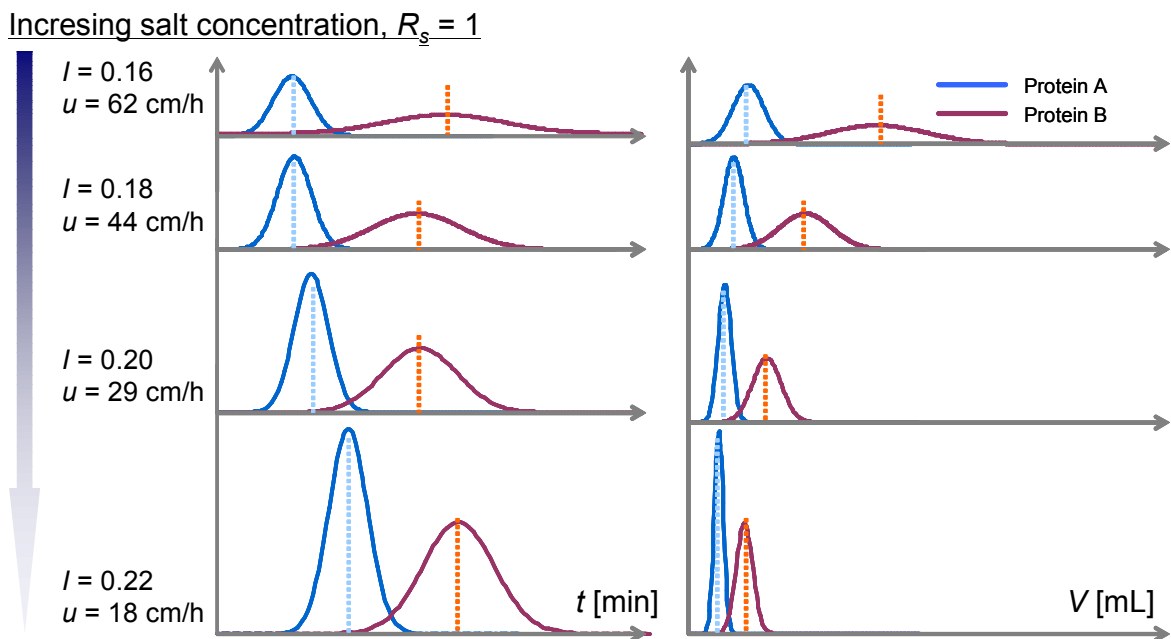 Incresing salt concentration, Rs = 1
I = 0.16
u = 62 cm/h
Protein A
Protein B
I = 0.18
u = 44 cm/h
I = 0.20
u = 29 cm/h
I = 0.22
u = 18 cm/h
t [min]
V [mL]